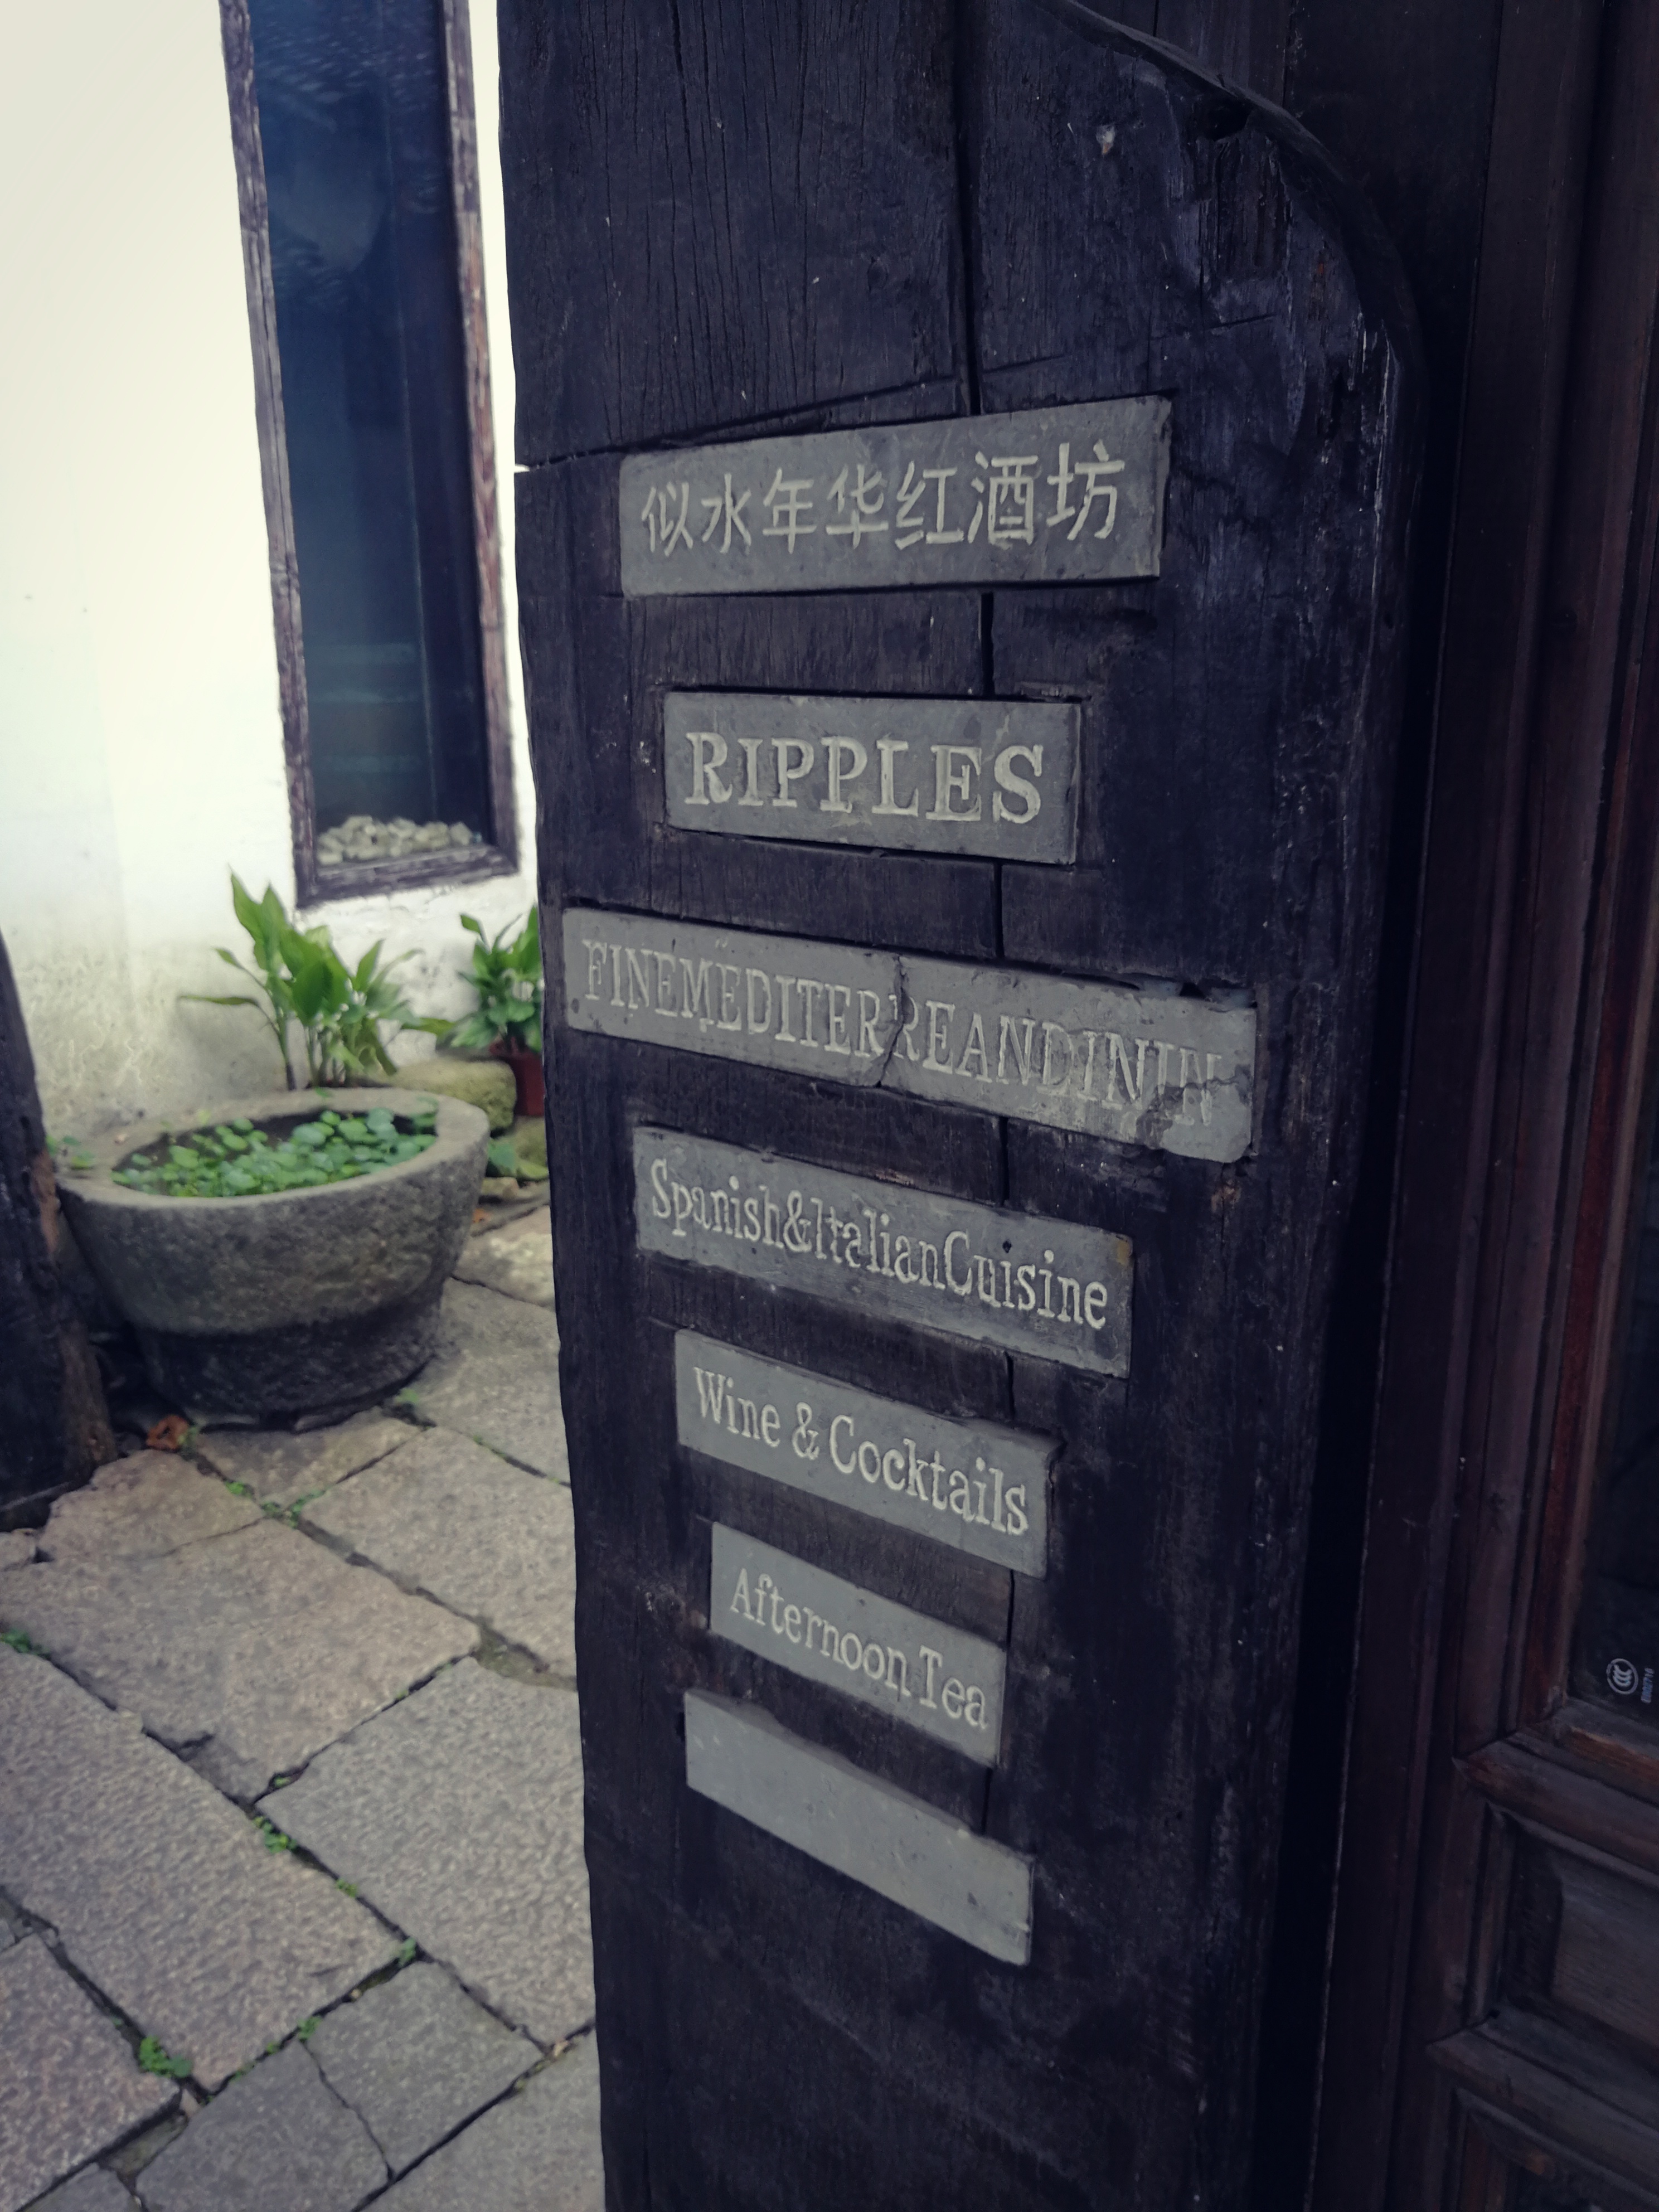 似水年华红酒坊
RIPPLES
FINEMEDITERREANDININ
Spanish&ItalianCuisine
Wine & Cocktails
Afternoon Tea